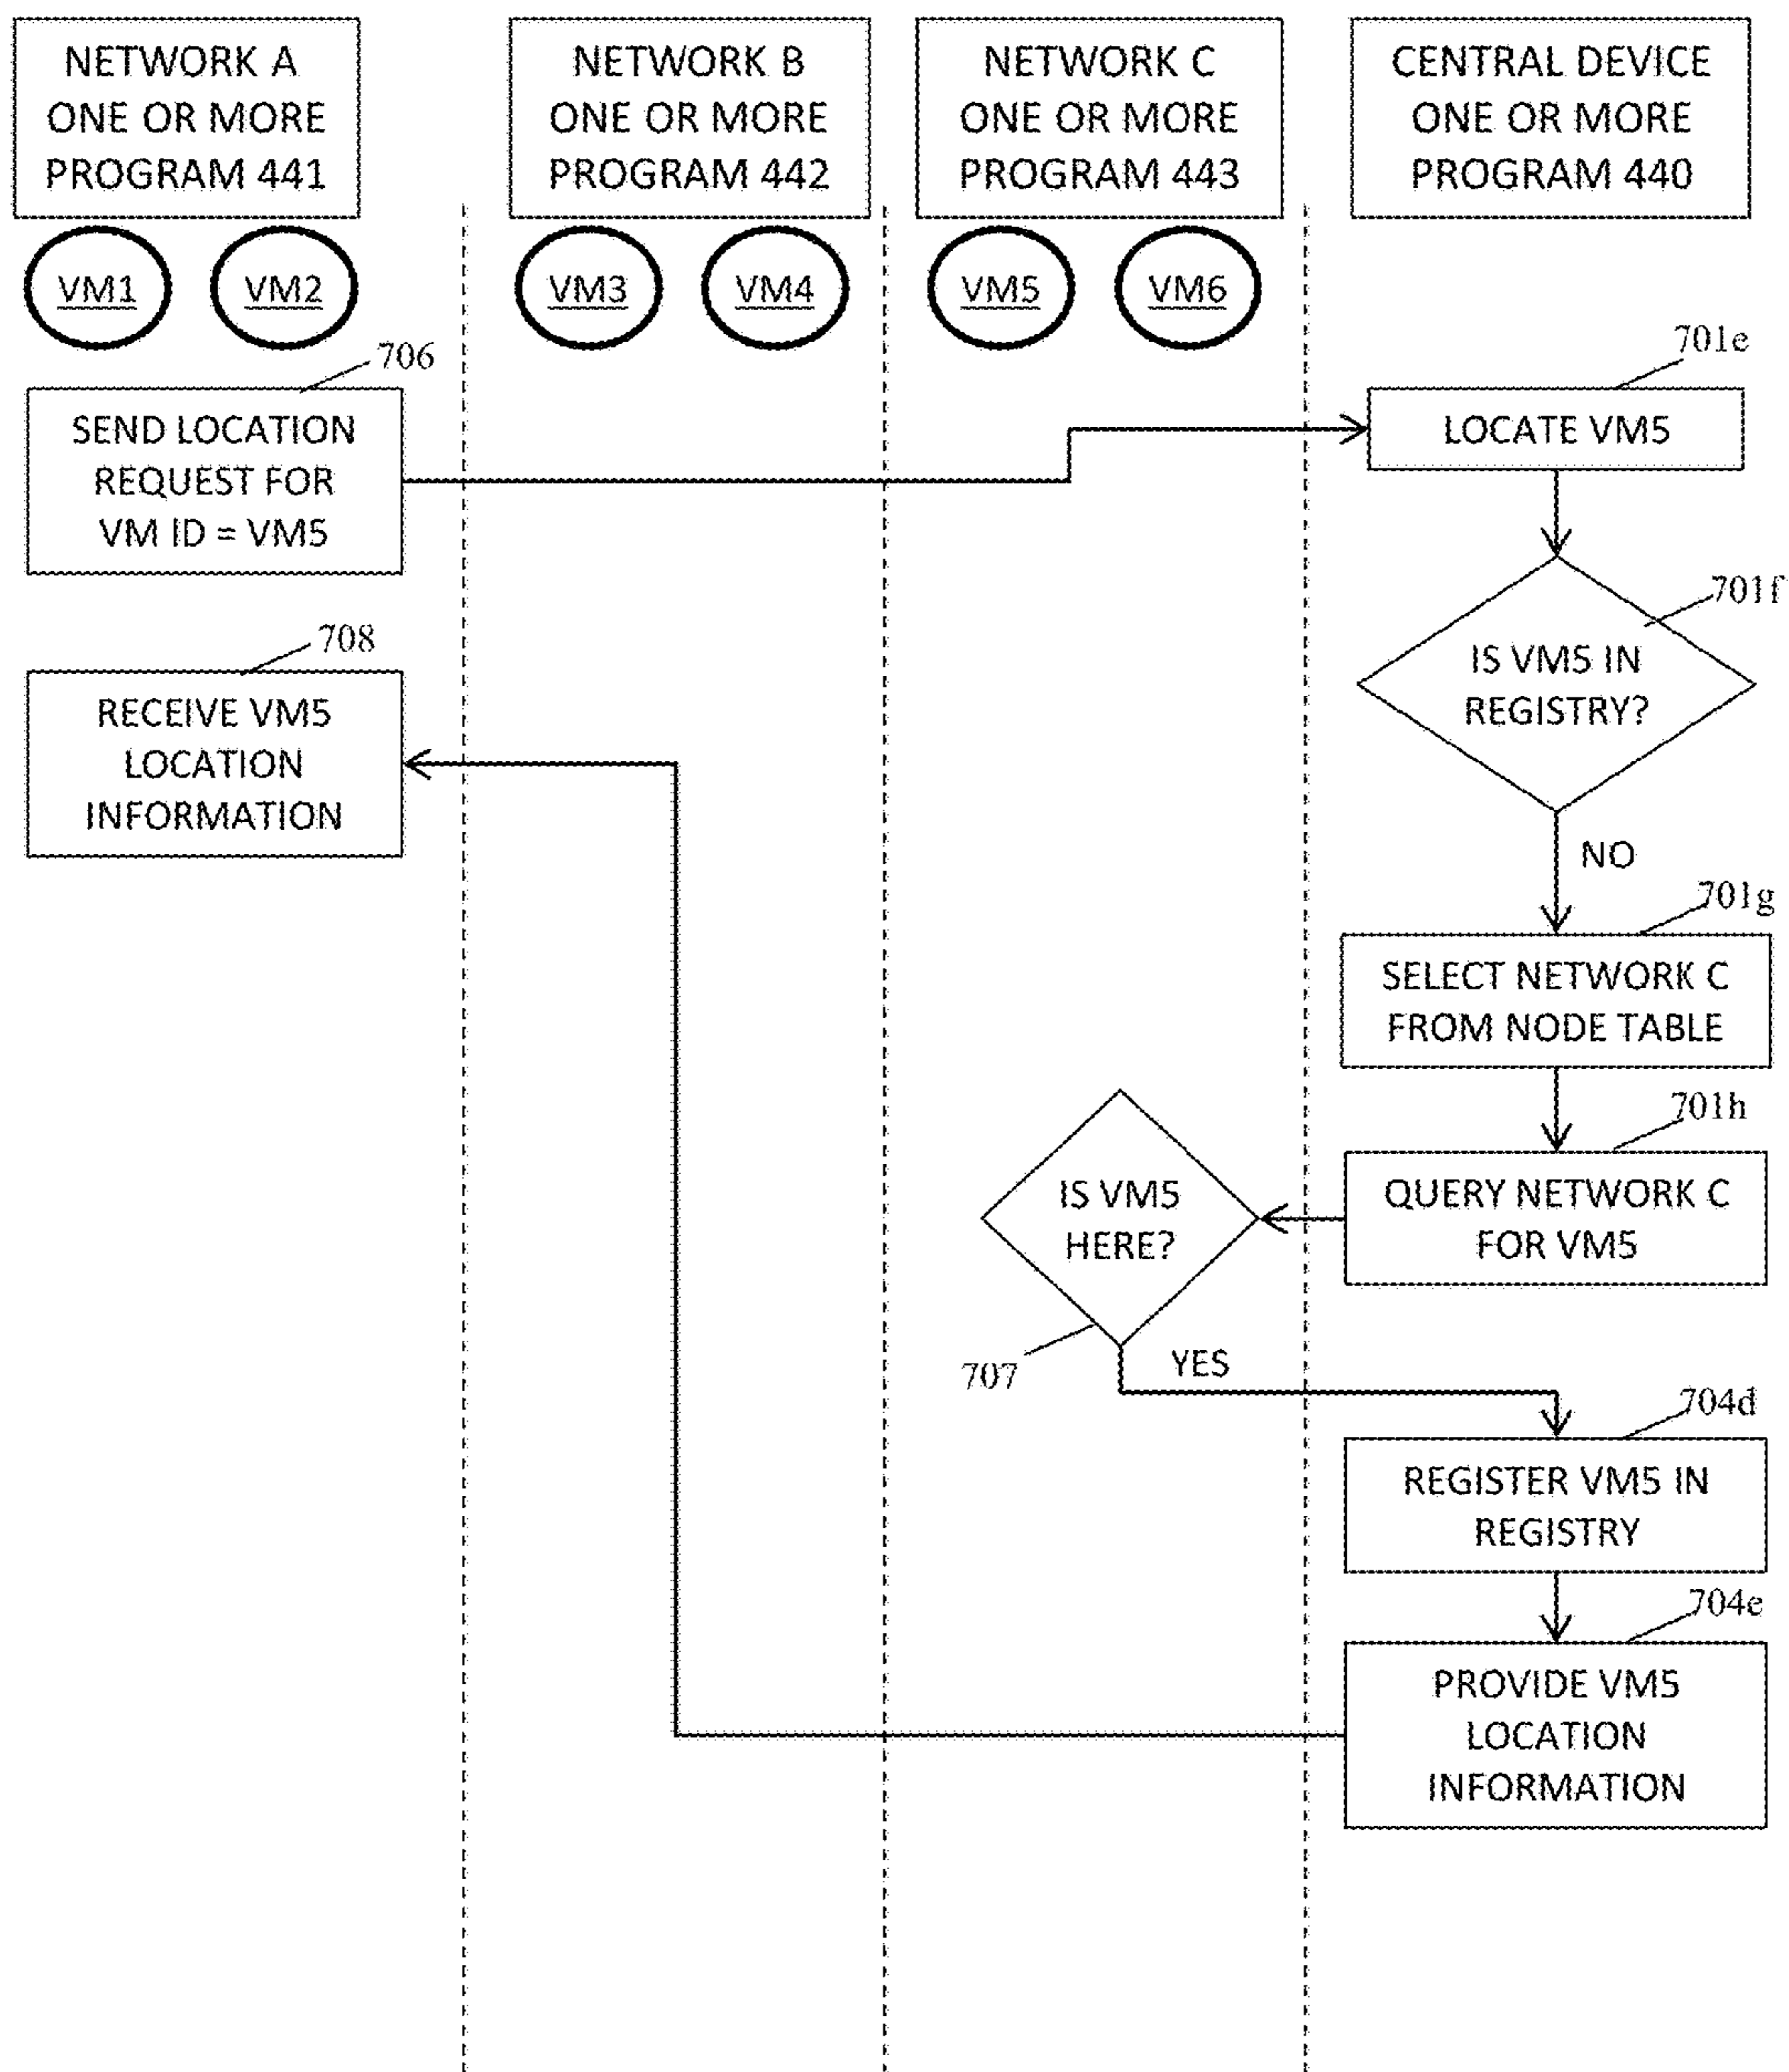 NETWORK A
ONE OR MORE
PROGRAM 441
NETWORK B
ONE OR MORE
PROGRAM 442
NETWORK C
ONE OR MORE
PROGRAM 443
CENTRAL DEVICE
ONE OR MORE
PROGRAM 440
VM1
VM2
VM3
VM4
VM5
VM6
706
SEND LOCATION
REQUEST FOR
VM ID = VM5
701e
LOCATE VM5
701f
IS VM5 IN
REGISTRY?
NO
708
RECEIVE VM5
LOCATION
INFORMATION
701g
SELECT NETWORK C
FROM NODE TABLE
701h
QUERY NETWORK C
FOR VM5
IS VM5
HERE?
707
YES
704d
REGISTER VM5 IN
REGISTRY
704e
PROVIDE VM5
LOCATION
INFORMATION